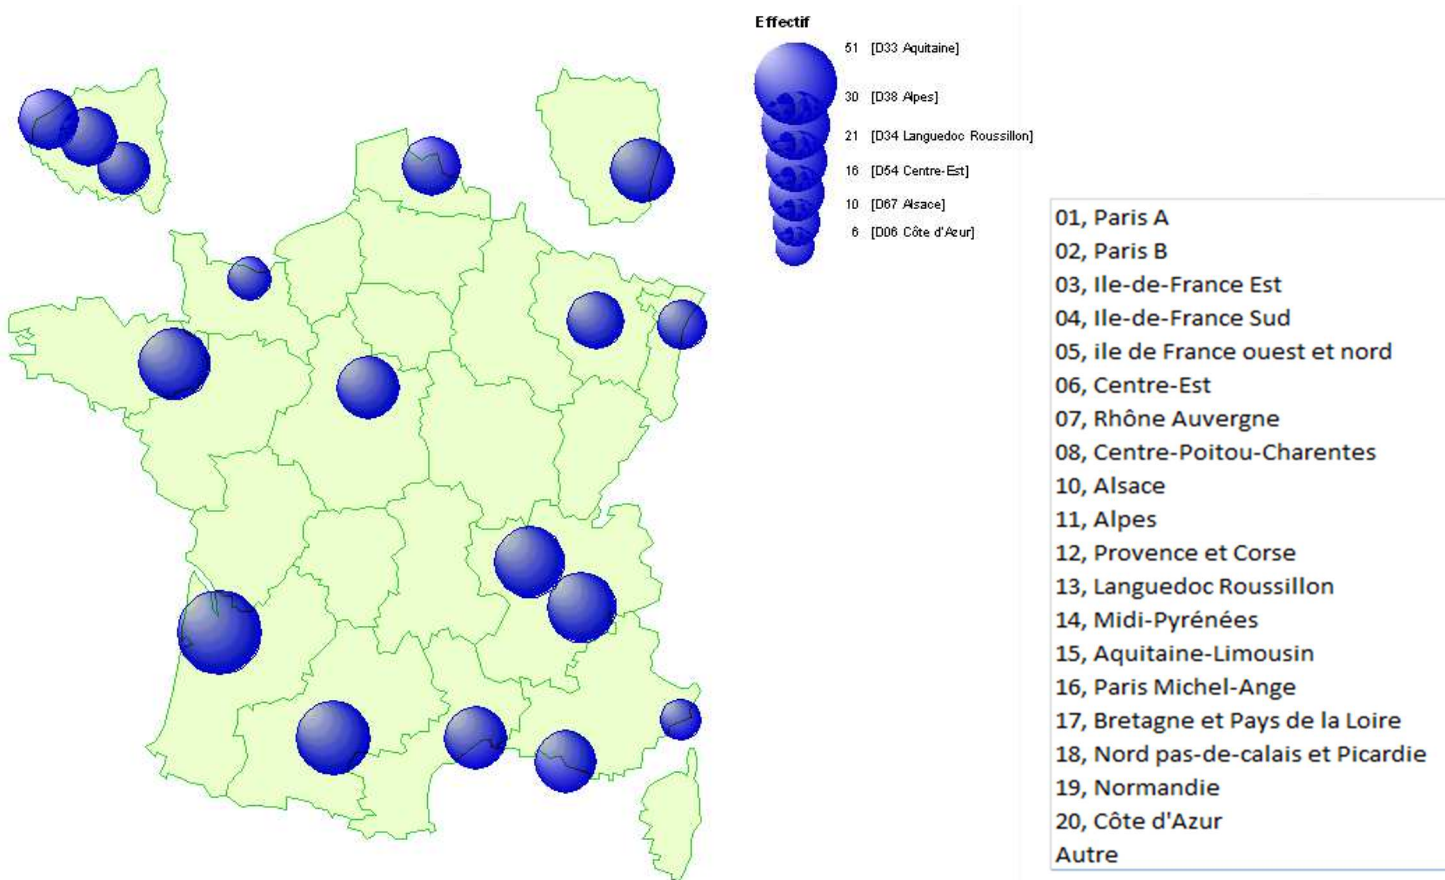 Effectif
51 [D33 Aquitaine]
30 [D38 Alpes]
21 [D34 Languedoc Roussillon]
16 [D54 Centre-Est]
10 [D67 Alsace]
6 [D06 Côte d'Azur]
01, Paris A
02, Paris B
03, Ile-de-France Est
04, Ile-de-France Sud
05, ile de France ouest et nord
06, Centre-Est
07, Rhône Auvergne
08, Centre-Poitou-Charentes
10, Alsace
11, Alpes
12, Provence et Corse
13, Languedoc Roussillon
14, Midi-Pyrénées
15, Aquitaine-Limousin
16, Paris Michel-Ange
17, Bretagne et Pays de la Loire
18, Nord pas-de-calais et Picardie
19, Normandie
20, Côte d'Azur
Autre